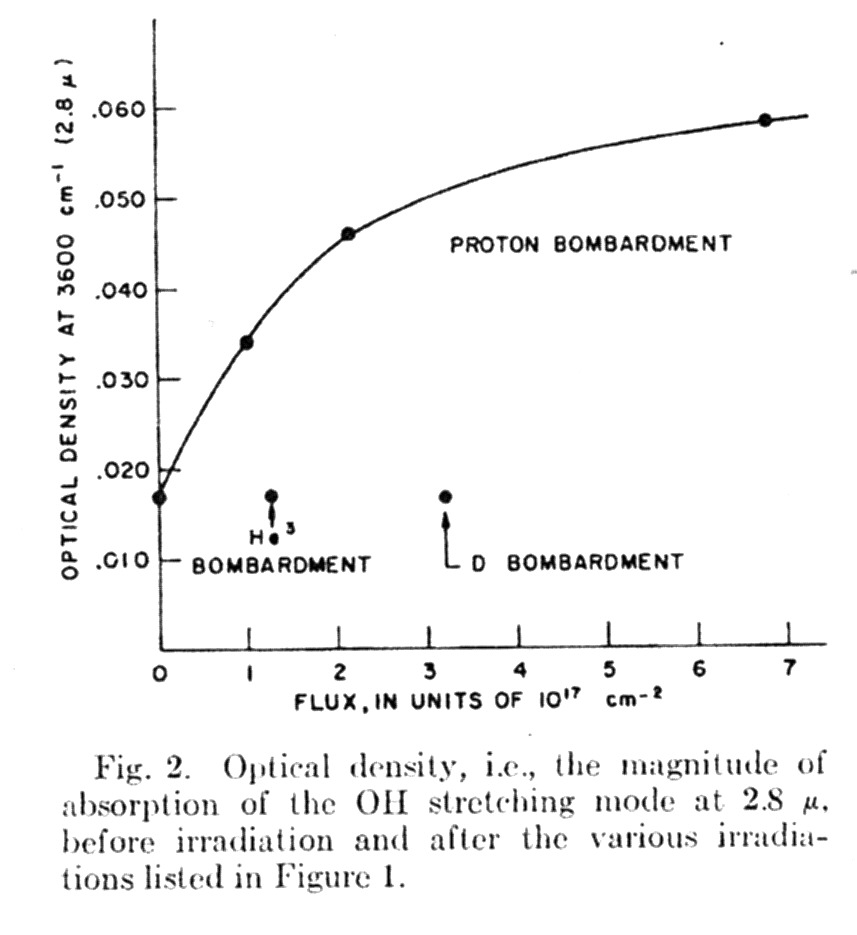 OPTICAL DENSITY AT 3600 cm⁻¹ (2.8 μ)
.060
.050
.040
.030
.020
.010
PROTON BOMBARDMENT
He³
BOMBARDMENT
D BOMBARDMENT
0 1 2 3 4 5 6 7
FLUX, IN UNITS OF 10¹⁷ cm⁻²
Fig. 2. Optical density, i.e., the magnitude of
absorption of the OH stretching mode at 2.8 μ,
before irradiation and after the various irradia-
tions listed in Figure 1.